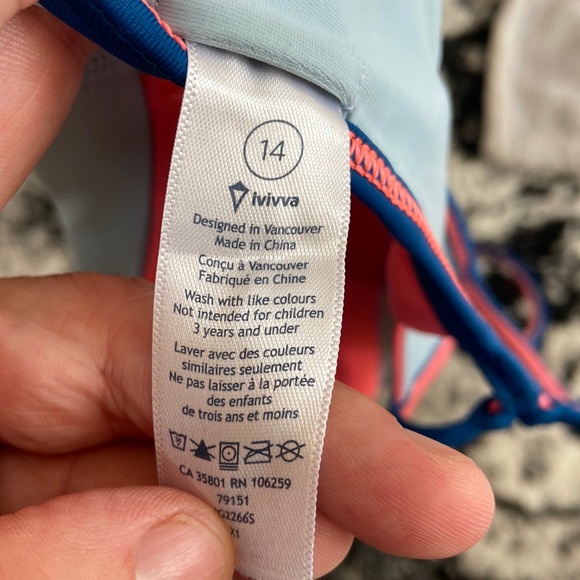 14
ivivva
Designed in Vancouver
Made in China
Conçu à Vancouver
Fabriqué en Chine
Wash with like colours
Not intended for children
3 years and under
Laver avec des couleurs
similaires seulement
Ne pas laisser à la portée
des enfants
de trois ans et moins
CA 35801 RN 106259
79151